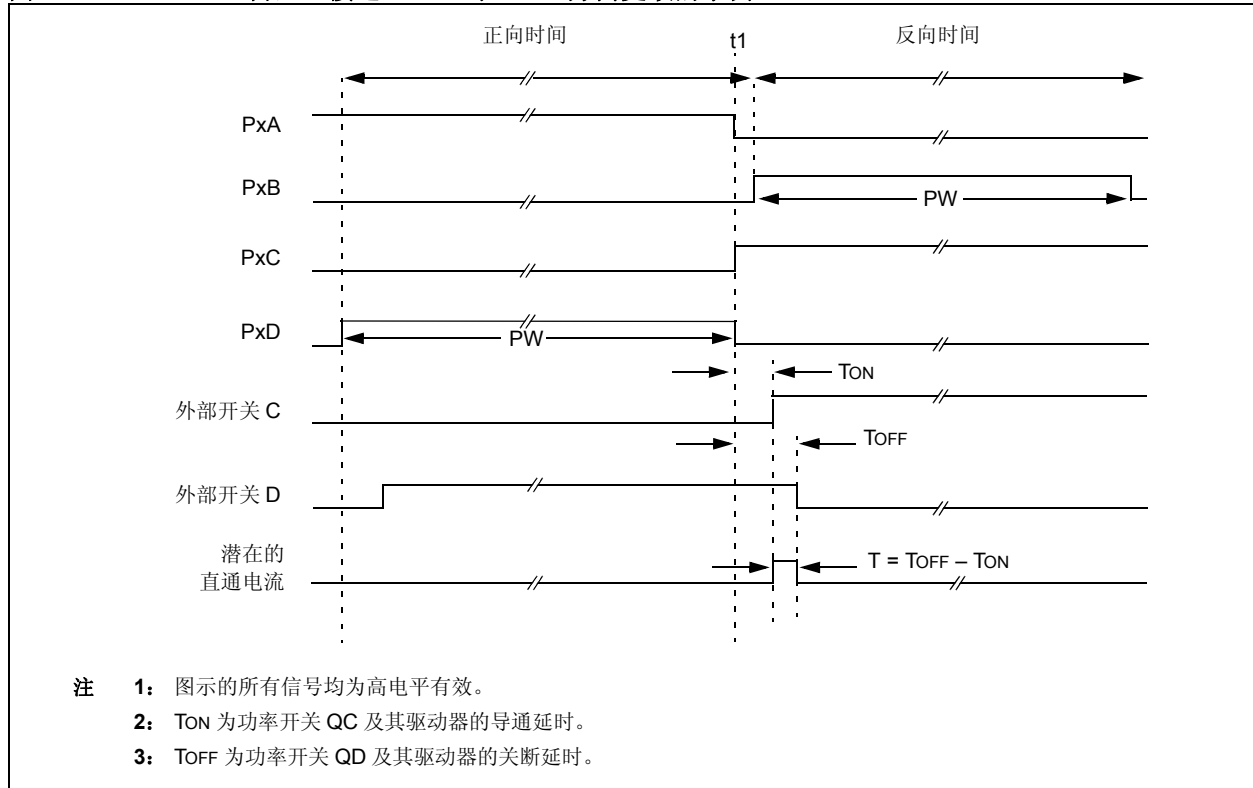 正向时间
t1
反向时间
PxA
PxB
PW
PxC
PxD
PW
TON
外部开关 C
TOFF
外部开关 D
潜在的
直通电流
T = TOFF – TON
注 1： 图示的所有信号均为高电平有效。
2： TON 为功率开关 QC 及其驱动器的导通延时。
3： TOFF 为功率开关 QD 及其驱动器的关断延时。